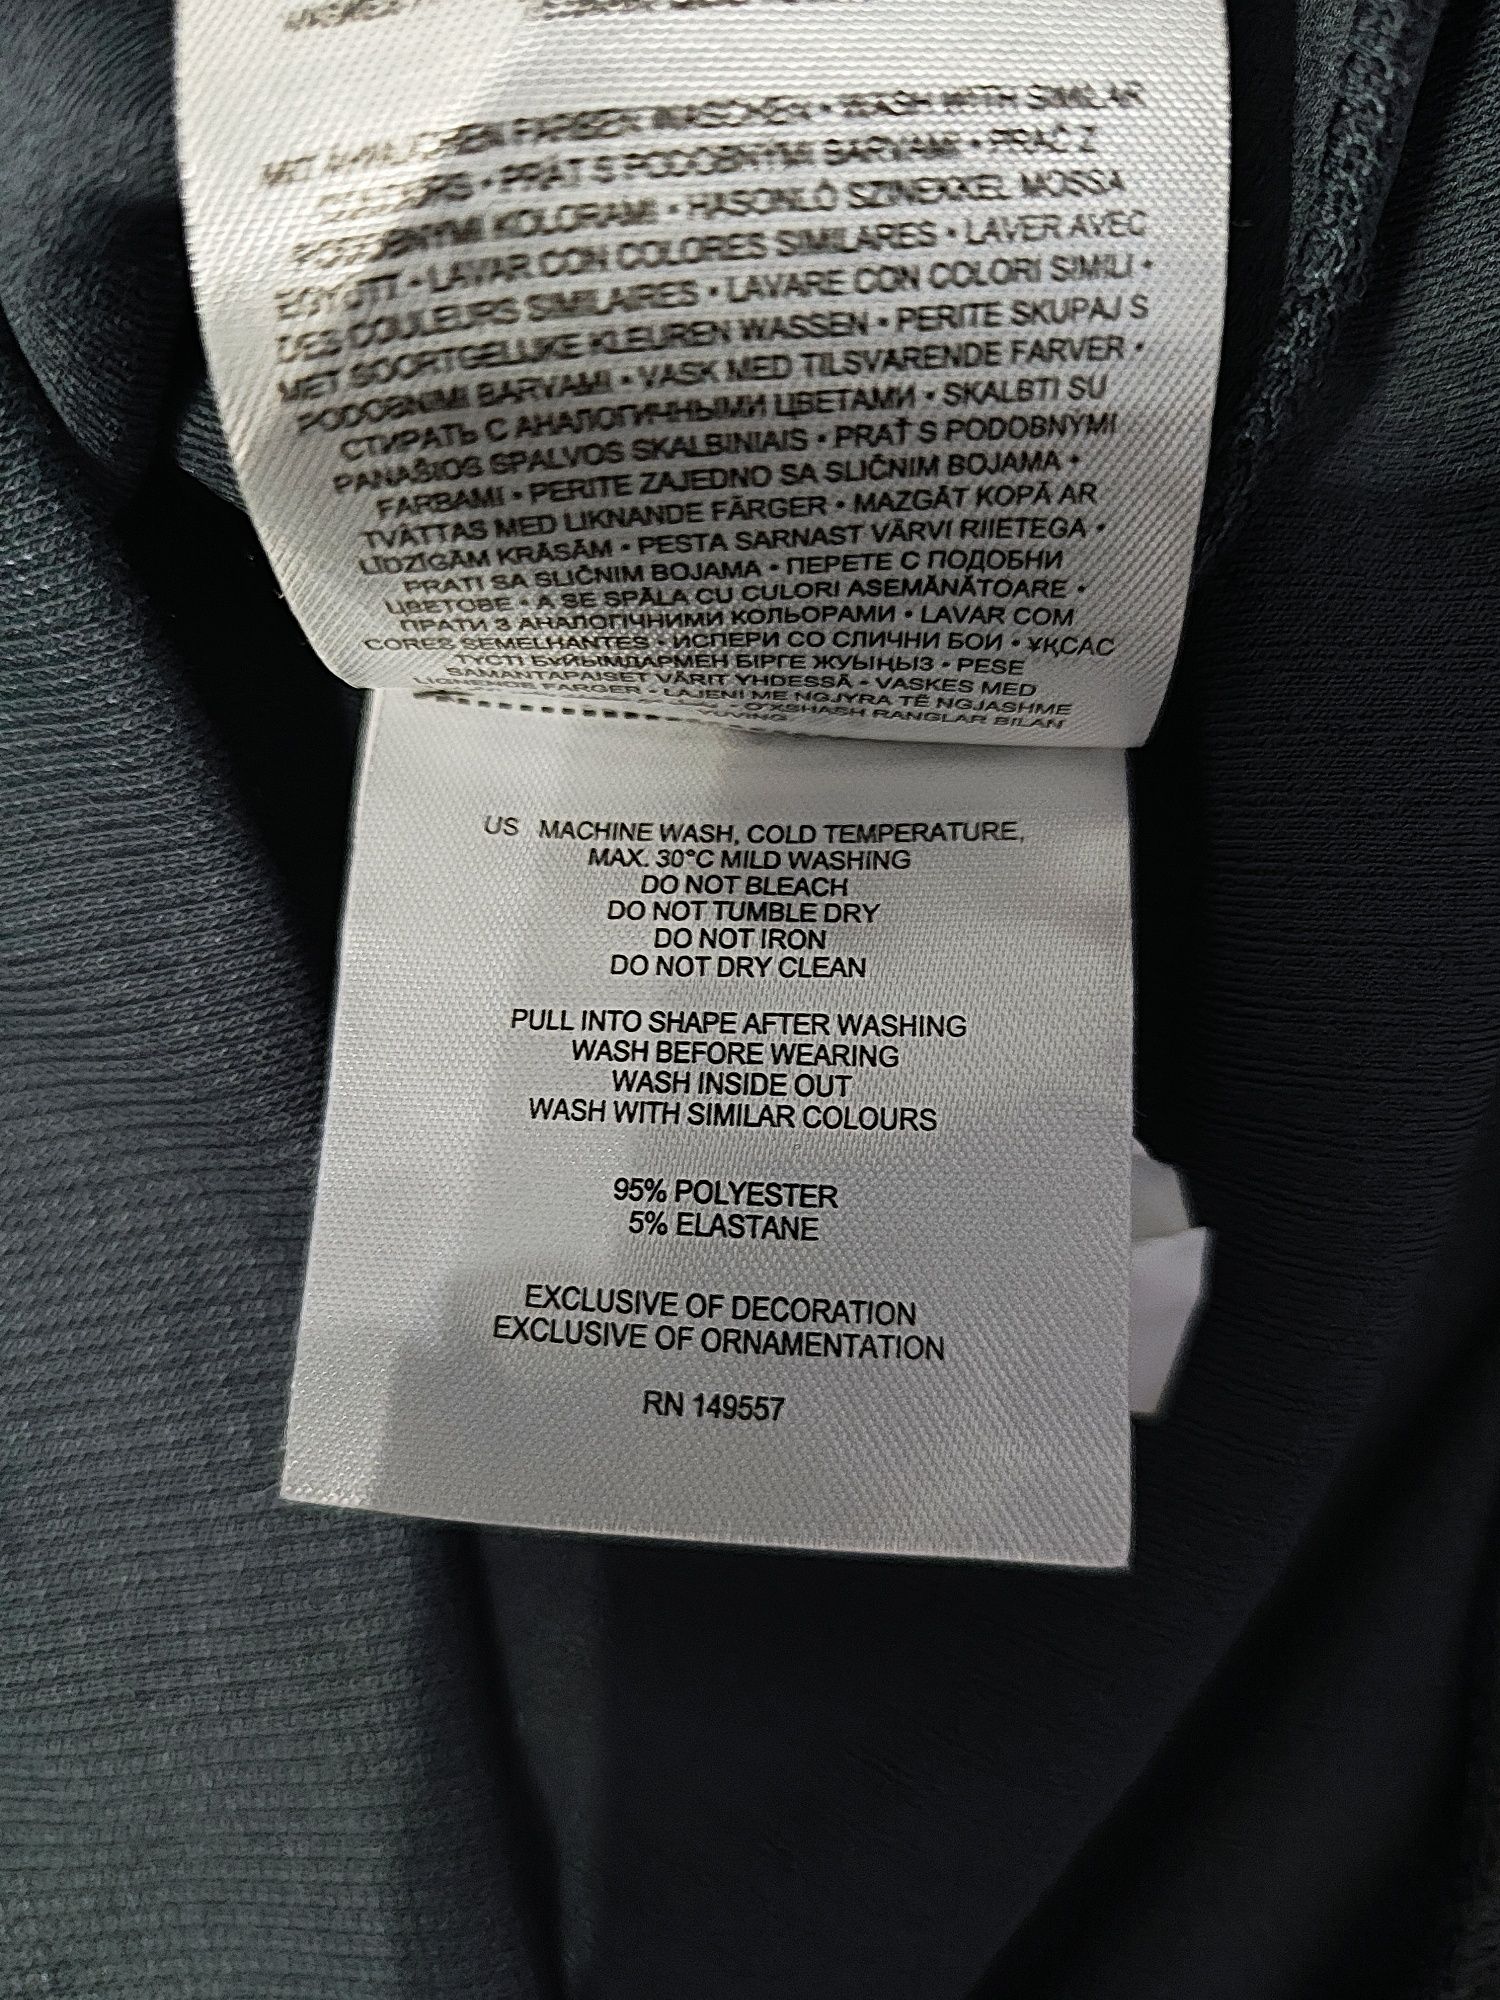 MIT ÄHNLICHEN FARBEN WASCHEN • WASH WITH SIMILAR
COLOURS • PRÁT S PODOBNÝMI BARVAMI • PRAĆ Z
PODOBNYMI KOLORAMI • HASONLÓ SZINEKKEL MOSSA
EGYÜTT • LAVAR CON COLORES SIMILARES • LAVER AVEC
DES COULEURS SIMILAIRES • LAVARE CON COLORI SIMILI •
MET SOORTGELIJKE KLEUREN WASSEN • PERITE SKUPAJ S
PODOBNIMI BARVAMI • VASK MED TILSVARENDE FARVER •
СТИРАТЬ С АНАЛОГИЧНЫМИ ЦВЕТАМИ • SKALBTI SU
PANAŠIOS SPALVOS SKALBINIAIS • PRAŤ S PODOBNÝMI
FARBAMI • PERITE ZAJEDNO SA SLIČNIM BOJAMA •
TVÄTTAS MED LIKNANDE FÄRGER • MAZGĀT KOPĀ AR
LĪDZĪGĀM KRĀSĀM • PESTA SARNAST VÄRVI RIIETEGA •
PRATI SA SLIČNIM BOJAMA • ПЕРЕТЕ С ПОДОБНИ
ЦВЕТОВЕ • A SE SPĂLA CU CULORI ASEMĂNĂTOARE •
ПРАТИ З АНАЛОГІЧНИМИ КОЛЬОРАМИ • LAVAR COM
CORES SEMELHANTES • ИСПЕРИ СО СЛИЧНИ БОИ • ҰҚСАС
ТҮСТІ БҰЙЫМДАРМЕН БІРГЕ ЖУЫҢЫЗ • PESE
SAMANTAPAISET VÄRIT YHDESSÄ • VASKES MED
LIGNENDE FARGER • LAJENI ME NGJYRA TË NGJASHME
• O'XSHASH RANGLAR BILAN
YUVING
US MACHINE WASH, COLD TEMPERATURE,
MAX. 30°C MILD WASHING
DO NOT BLEACH
DO NOT TUMBLE DRY
DO NOT IRON
DO NOT DRY CLEAN
PULL INTO SHAPE AFTER WASHING
WASH BEFORE WEARING
WASH INSIDE OUT
WASH WITH SIMILAR COLOURS
95% POLYESTER
5% ELASTANE
EXCLUSIVE OF DECORATION
EXCLUSIVE OF ORNAMENTATION
RN 149557